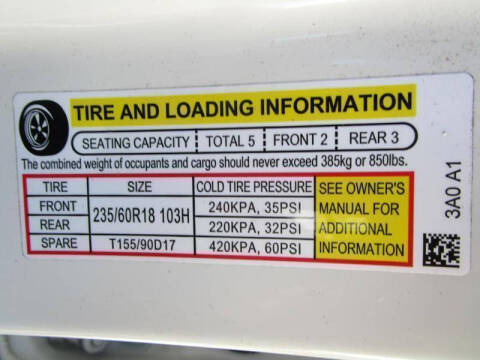 TIRE AND LOADING INFORMATION
SEATING CAPACITY TOTAL 5 FRONT 2 REAR 3
The combined weight of occupants and cargo should never exceed 385kg or 850lbs.
TIRE SIZE COLD TIRE PRESSURE SEE OWNER'S
FRONT 235/60R18 103H 240KPA, 35PSI MANUAL FOR
REAR 220KPA, 32PSI ADDITIONAL
SPARE T155/90D17 420KPA, 60PSI INFORMATION
3A0 A1